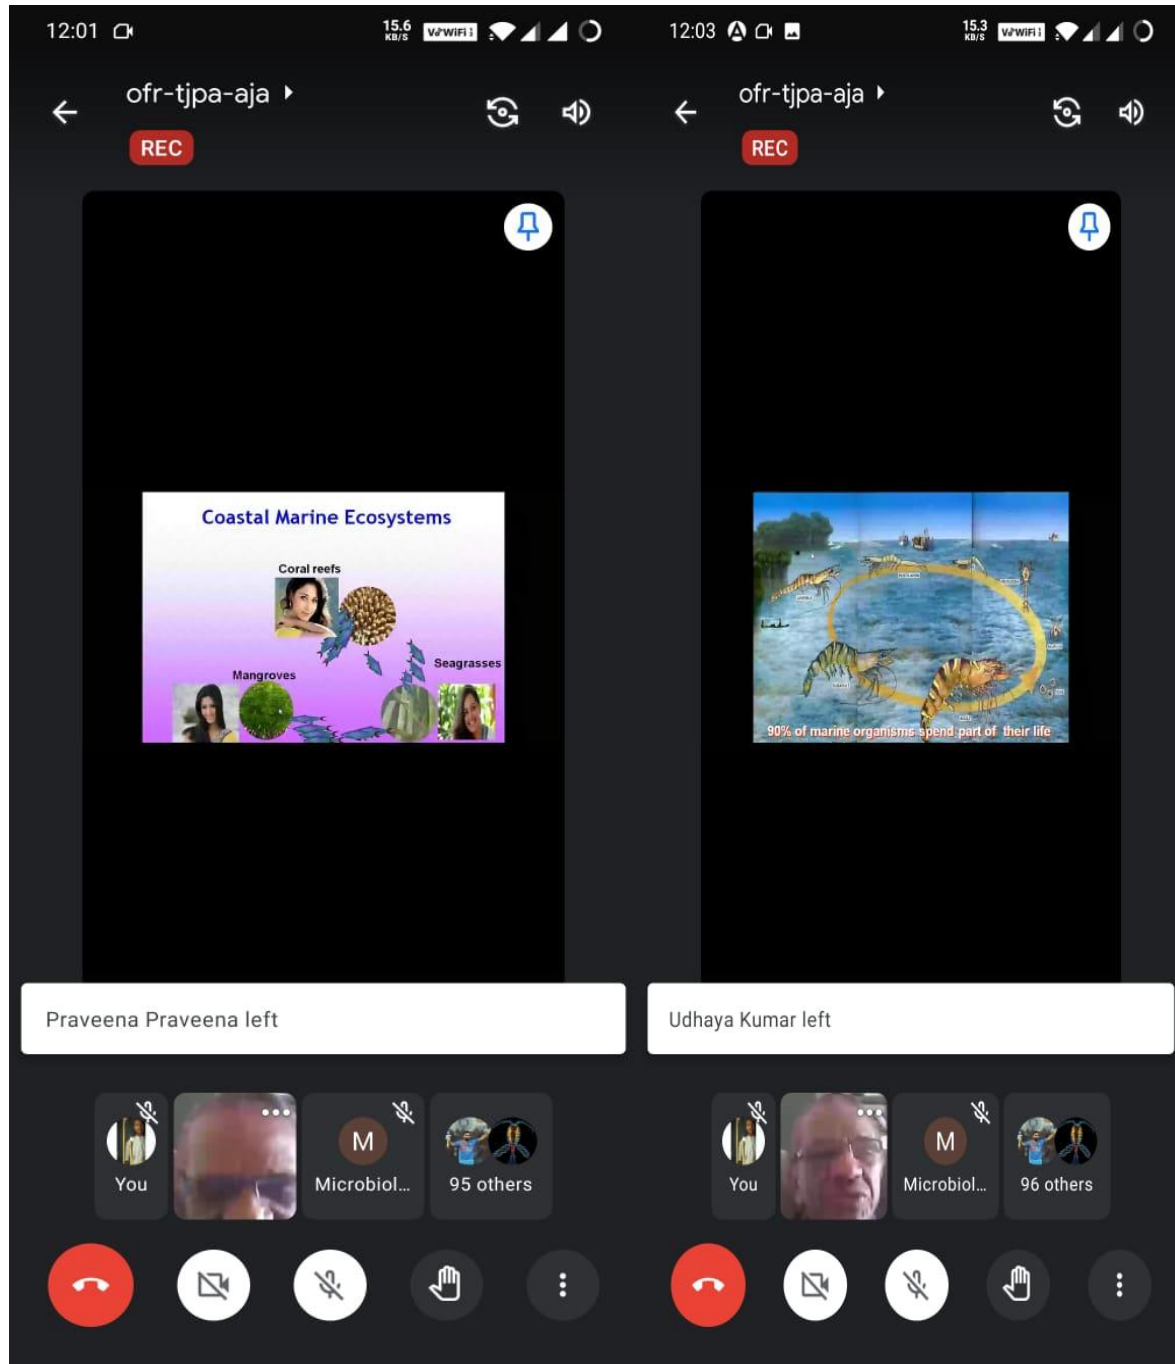 12:01
15.6
KB/S
VoWiFi
ofr-tjpa-aja
REC
Coastal Marine Ecosystems
Coral reefs
Seagrasses
Mangroves
Praveena Praveena left
You
M
Microbiol...
95 others
12:03
15.3
KB/S
VoWiFi
ofr-tjpa-aja
REC
90% of marine organisms spend part of their life
Udhaya Kumar left
You
M
Microbiol...
96 others